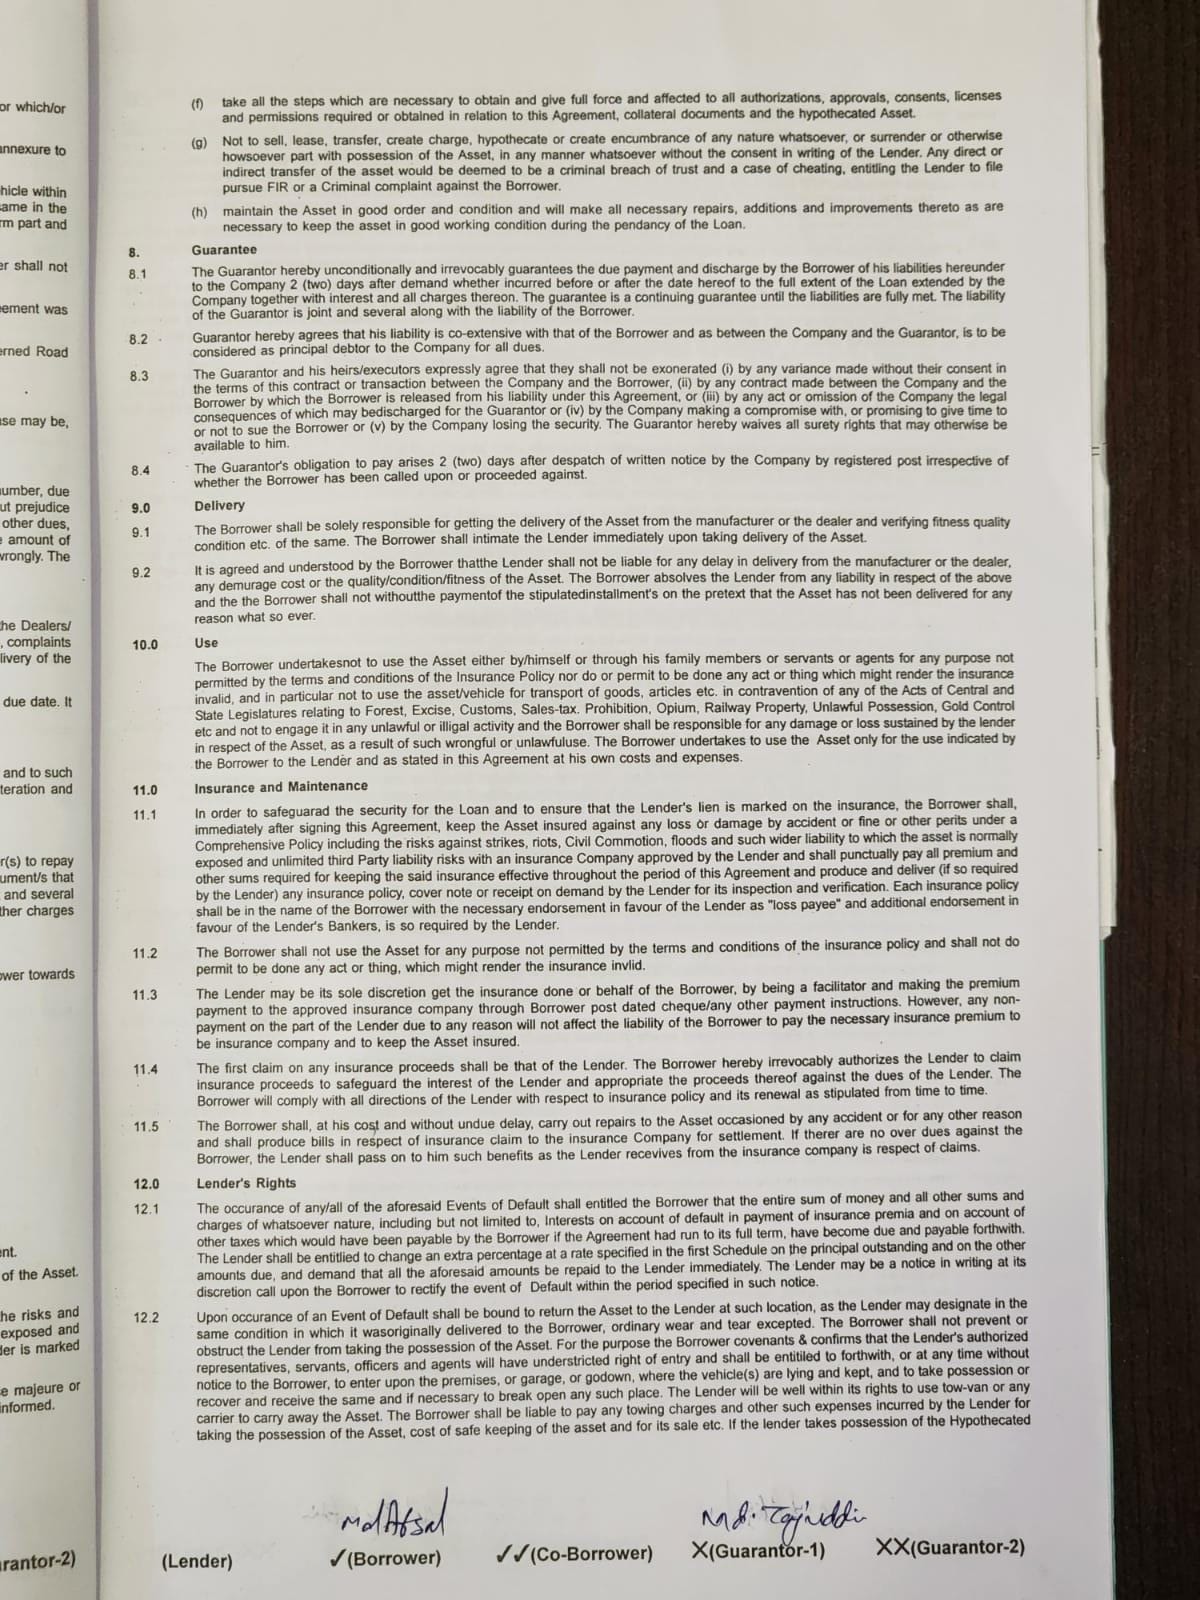 or which/or
annexure to
hicle within
same in the
rm part and
er shall not
eement was
erned Road
ase may be,
number, due
ut prejudice
other dues,
e amount of
wrongly. The
the Dealers/
, complaints
livery of the
due date. It
and to such
teration and
r(s) to repay
ument/s that
and several
ther charges
ower towards
ent.
of the Asset.
he risks and
exposed and
der is marked
e majeure or
informed.
arantor-2)
(f) take all the steps which are necessary to obtain and give full force and affected to all authorizations, approvals, consents, licenses
and permissions required or obtained in relation to this Agreement, collateral documents and the hypothecated Asset.
(g) Not to sell, lease, transfer, create charge, hypothecate or create encumbrance of any nature whatsoever, or surrender or otherwise
howsoever part with possession of the Asset, in any manner whatsoever without the consent in writing of the Lender. Any direct or
indirect transfer of the asset would be deemed to be a criminal breach of trust and a case of cheating, entitling the Lender to file
pursue FIR or a Criminal complaint against the Borrower.
(h) maintain the Asset in good order and condition and will make all necessary repairs, additions and improvements thereto as are
necessary to keep the asset in good working condition during the pendancy of the Loan.
8. Guarantee
8.1 The Guarantor hereby unconditionally and irrevocably guarantees the due payment and discharge by the Borrower of his liabilities hereunder
to the Company 2 (two) days after demand whether incurred before or after the date hereof to the full extent of the Loan extended by the
Company together with interest and all charges thereon. The guarantee is a continuing guarantee until the liabilities are fully met. The liability
of the Guarantor is joint and several along with the liability of the Borrower.
8.2 Guarantor hereby agrees that his liability is co-extensive with that of the Borrower and as between the Company and the Guarantor, is to be
considered as principal debtor to the Company for all dues.
8.3 The Guarantor and his heirs/executors expressly agree that they shall not be exonerated (i) by any variance made without their consent in
the terms of this contract or transaction between the Company and the Borrower, (ii) by any contract made between the Company and the
Borrower by which the Borrower is released from his liability under this Agreement, or (iii) by any act or omission of the Company the legal
consequences of which may bedischarged for the Guarantor or (iv) by the Company making a compromise with, or promising to give time to
or not to sue the Borrower or (v) by the Company losing the security. The Guarantor hereby waives all surety rights that may otherwise be
available to him.
8.4 The Guarantor's obligation to pay arises 2 (two) days after despatch of written notice by the Company by registered post irrespective of
whether the Borrower has been called upon or proceeded against.
9.0 Delivery
9.1 The Borrower shall be solely responsible for getting the delivery of the Asset from the manufacturer or the dealer and verifying fitness quality
condition etc. of the same. The Borrower shall intimate the Lender immediately upon taking delivery of the Asset.
9.2 It is agreed and understood by the Borrower thatthe Lender shall not be liable for any delay in delivery from the manufacturer or the dealer,
any demurage cost or the quality/condition/fitness of the Asset. The Borrower absolves the Lender from any liability in respect of the above
and the the Borrower shall not withoutthe paymentof the stipulatedinstallment's on the pretext that the Asset has not been delivered for any
reason what so ever.
10.0 Use
The Borrower undertakesnot to use the Asset either by/himself or through his family members or servants or agents for any purpose not
permitted by the terms and conditions of the Insurance Policy nor do or permit to be done any act or thing which might render the insurance
invalid, and in particular not to use the asset/vehicle for transport of goods, articles etc. in contravention of any of the Acts of Central and
State Legislatures relating to Forest, Excise, Customs, Sales-tax. Prohibition, Opium, Railway Property, Unlawful Possession, Gold Control
etc and not to engage it in any unlawful or illigal activity and the Borrower shall be responsible for any damage or loss sustained by the lender
in respect of the Asset, as a result of such wrongful or unlawfuluse. The Borrower undertakes to use the Asset only for the use indicated by
the Borrower to the Lender and as stated in this Agreement at his own costs and expenses.
11.0 Insurance and Maintenance
11.1 In order to safeguarad the security for the Loan and to ensure that the Lender's lien is marked on the insurance, the Borrower shall,
immediately after signing this Agreement, keep the Asset insured against any loss or damage by accident or fine or other perits under a
Comprehensive Policy including the risks against strikes, riots, Civil Commotion, floods and such wider liability to which the asset is normally
exposed and unlimited third Party liability risks with an insurance Company approved by the Lender and shall punctually pay all premium and
other sums required for keeping the said insurance effective throughout the period of this Agreement and produce and deliver (if so required
by the Lender) any insurance policy, cover note or receipt on demand by the Lender for its inspection and verification. Each insurance policy
shall be in the name of the Borrower with the necessary endorsement in favour of the Lender as "loss payee" and additional endorsement in
favour of the Lender's Bankers, is so required by the Lender.
11.2 The Borrower shall not use the Asset for any purpose not permitted by the terms and conditions of the insurance policy and shall not do
permit to be done any act or thing, which might render the insurance invlid.
11.3 The Lender may be its sole discretion get the insurance done or behalf of the Borrower, by being a facilitator and making the premium
payment to the approved insurance company through Borrower post dated cheque/any other payment instructions. However, any non-
payment on the part of the Lender due to any reason will not affect the liability of the Borrower to pay the necessary insurance premium to
be insurance company and to keep the Asset insured.
11.4 The first claim on any insurance proceeds shall be that of the Lender. The Borrower hereby irrevocably authorizes the Lender to claim
insurance proceeds to safeguard the interest of the Lender and appropriate the proceeds thereof against the dues of the Lender. The
Borrower will comply with all directions of the Lender with respect to insurance policy and its renewal as stipulated from time to time.
11.5 The Borrower shall, at his cost and without undue delay, carry out repairs to the Asset occasioned by any accident or for any other reason
and shall produce bills in respect of insurance claim to the insurance Company for settlement. If therer are no over dues against the
Borrower, the Lender shall pass on to him such benefits as the Lender recevives from the insurance company is respect of claims.
12.0 Lender's Rights
12.1 The occurance of any/all of the aforesaid Events of Default shall entitled the Borrower that the entire sum of money and all other sums and
charges of whatsoever nature, including but not limited to, Interests on account of default in payment of insurance premia and on account of
other taxes which would have been payable by the Borrower if the Agreement had run to its full term, have become due and payable forthwith.
The Lender shall be entitlied to change an extra percentage at a rate specified in the first Schedule on the principal outstanding and on the other
amounts due, and demand that all the aforesaid amounts be repaid to the Lender immediately. The Lender may be a notice in writing at its
discretion call upon the Borrower to rectify the event of Default within the period specified in such notice.
12.2 Upon occurance of an Event of Default shall be bound to return the Asset to the Lender at such location, as the Lender may designate in the
same condition in which it wasoriginally delivered to the Borrower, ordinary wear and tear excepted. The Borrower shall not prevent or
obstruct the Lender from taking the possession of the Asset. For the purpose the Borrower covenants & confirms that the Lender's authorized
representatives, servants, officers and agents will have understricted right of entry and shall be entitiled to forthwith, or at any time without
notice to the Borrower, to enter upon the premises, or garage, or godown, where the vehicle(s) are lying and kept, and to take possession or
recover and receive the same and if necessary to break open any such place. The Lender will be well within its rights to use tow-van or any
carrier to carry away the Asset. The Borrower shall be liable to pay any towing charges and other such expenses incurred by the Lender for
taking the possession of the Asset, cost of safe keeping of the asset and for its sale etc. If the lender takes possession of the Hypothecated
Md Afsal Md. Tajuddin
(Lender) ✓(Borrower) ✓✓(Co-Borrower) X(Guarantor-1) XX(Guarantor-2)